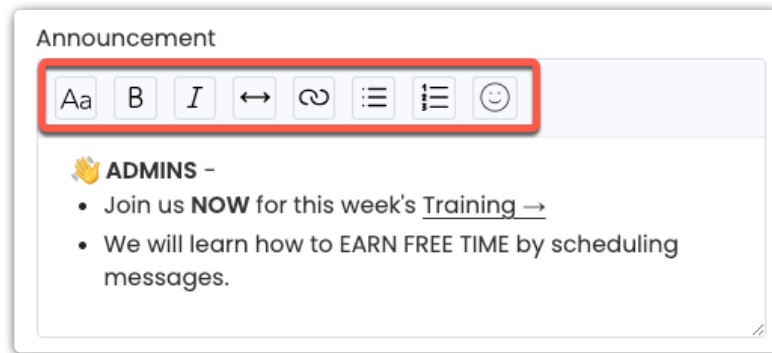 Announcement
Aa B I
👋 ADMINS -
• Join us NOW for this week's Training →
• We will learn how to EARN FREE TIME by scheduling
messages.